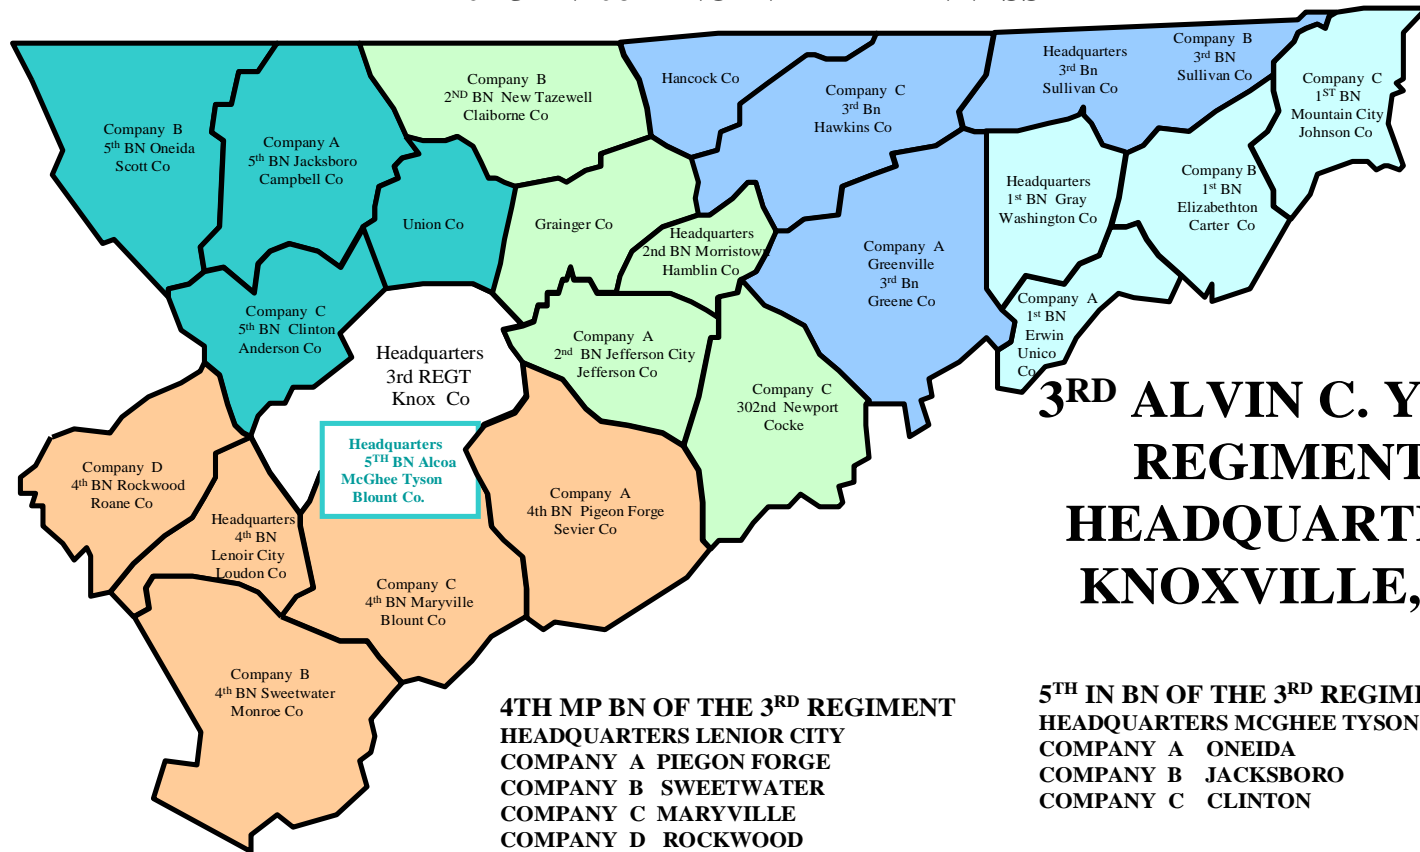 Company B
5th BN Oneida
Scott Co
Company A
5th BN Jacksboro
Campbell Co
Company B
2ND BN New Tazewell
Claiborne Co
Hancock Co
Company C
3rd Bn
Hawkins Co
Headquarters
3rd Bn
Sullivan Co
Company B
3rd BN
Sullivan Co
Company C
1ST BN
Mountain City
Johnson Co
Union Co
Grainger Co
Headquarters
2nd BN Morristown
Hamblin Co
Company A
Greenville
3rd Bn
Greene Co
Headquarters
1st BN Gray
Washington Co
Company B
1st BN
Elizabethton
Carter Co
Company A
1st BN
Erwin
Unico
Co
Company C
5th BN Clinton
Anderson Co
Headquarters
3rd REGT
Knox Co
Company A
2nd BN Jefferson City
Jefferson Co
Company C
302nd Newport
Cocke
Headquarters
5TH BN Alcoa
McGhee Tyson
Blount Co.
Company D
4th BN Rockwood
Roane Co
Headquarters
4th BN
Lenoir City
Loudon Co
Company A
4th BN Pigeon Forge
Sevier Co
Company C
4th BN Maryville
Blount Co
Company B
4th BN Sweetwater
Monroe Co
3RD ALVIN C. Y
REGIMENT
HEADQUARTE
KNOXVILLE,
4TH MP BN OF THE 3RD REGIMENT
HEADQUARTERS LENIOR CITY
COMPANY A PIEGON FORGE
COMPANY B SWEETWATER
COMPANY C MARYVILLE
COMPANY D ROCKWOOD
5TH IN BN OF THE 3RD REGIME
HEADQUARTERS MCGHEE TYSON
COMPANY A ONEIDA
COMPANY B JACKSBORO
COMPANY C CLINTON